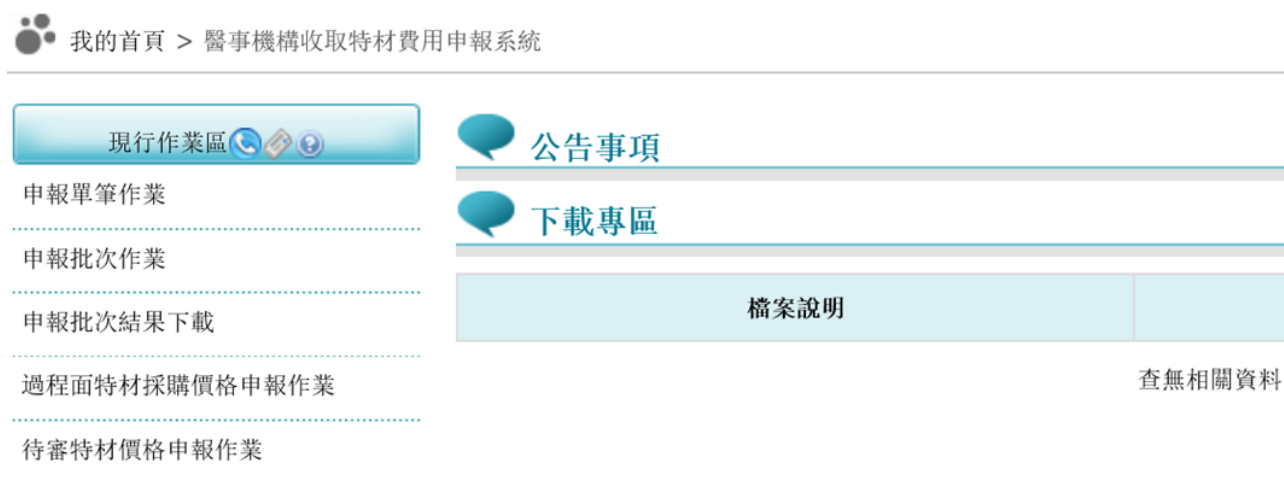 我的首頁 > 醫事機構收取特材費用申報系統
現行作業區
申報單筆作業
申報批次作業
申報批次結果下載
過程面特材採購價格申報作業
待審特材價格申報作業
公告事項
下載專區
檔案說明
查無相關資料